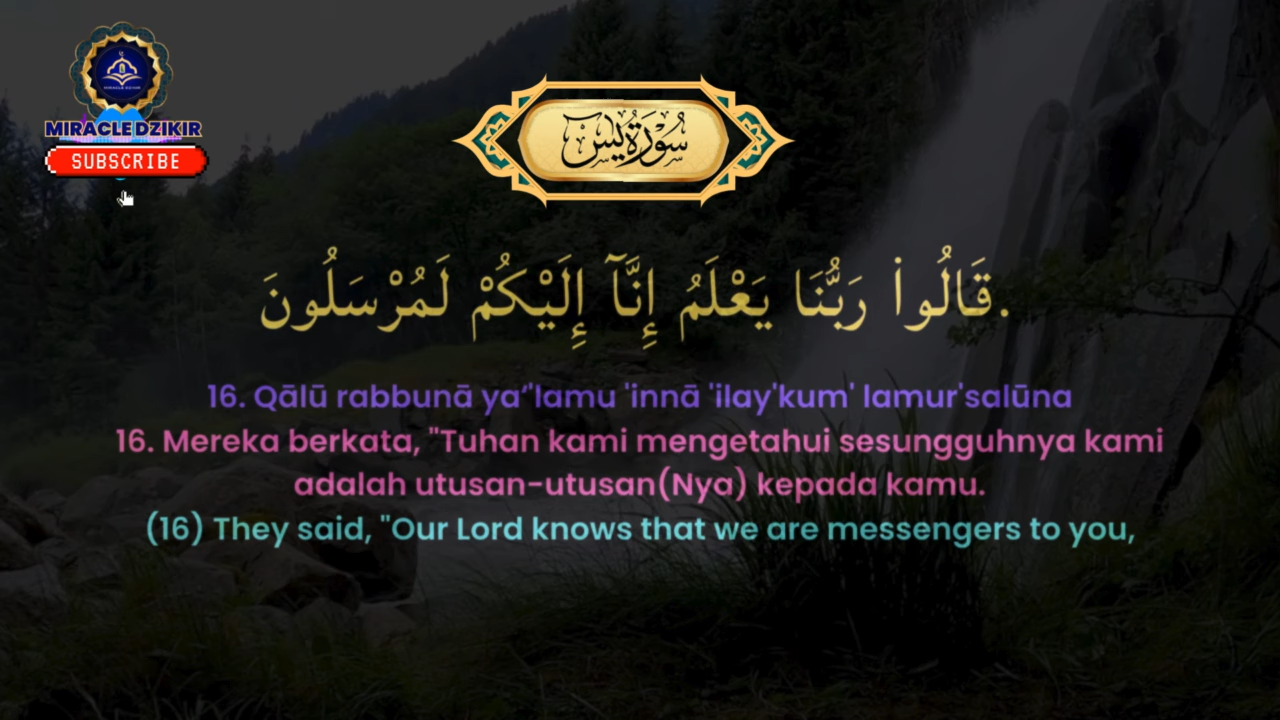 MIRACLE DZIKIR
SUBSCRIBE
سُورَةُ يس
قَالُوا۟ رَبُّنَا يَعْلَمُ إِنَّآ إِلَيْكُمْ لَمُرْسَلُونَ.
16. Qālū rabbunā ya‘'lamu 'innā 'ilay'kum' lamur'salūna
16. Mereka berkata, "Tuhan kami mengetahui sesungguhnya kami
adalah utusan-utusan(Nya) kepada kamu.
(16) They said, "Our Lord knows that we are messengers to you,